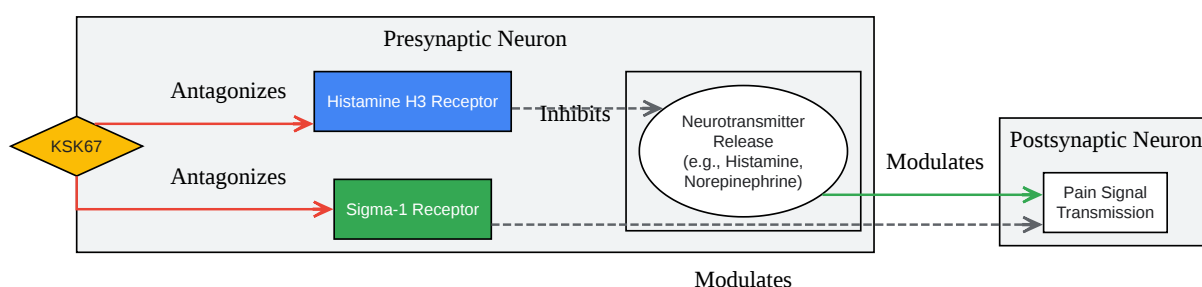 Presynaptic Neuron
Antagonizes
Histamine H3 Receptor
Inhibits
Neurotransmitter
Release
(e.g., Histamine,
Norepinephrine)
KSK67
Antagonizes
Sigma-1 Receptor
Modulates
Postsynaptic Neuron
Pain Signal
Transmission
Modulates